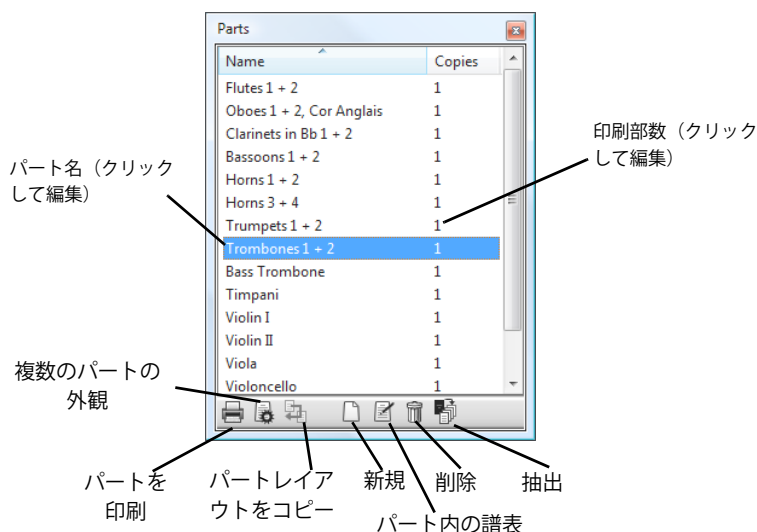 Parts
Name Copies
Flutes 1 + 2 1
Oboes 1 + 2, Cor Anglais 1
Clarinets in Bb 1 + 2 1
Bassoons 1 + 2 1
Horns 1 + 2 1
Horns 3 + 4 1
Trumpets 1 + 2 1
Trombones 1 + 2 1
Bass Trombone 1
Timpani 1
Violin I 1
Violin II 1
Viola 1
Violoncello 1
パート名（クリック
して編集）
印刷部数（クリック
して編集）
複数のパートの
外観
パートを
印刷
パートレイア
ウトをコピー
新規
削除
抽出
パート内の譜表